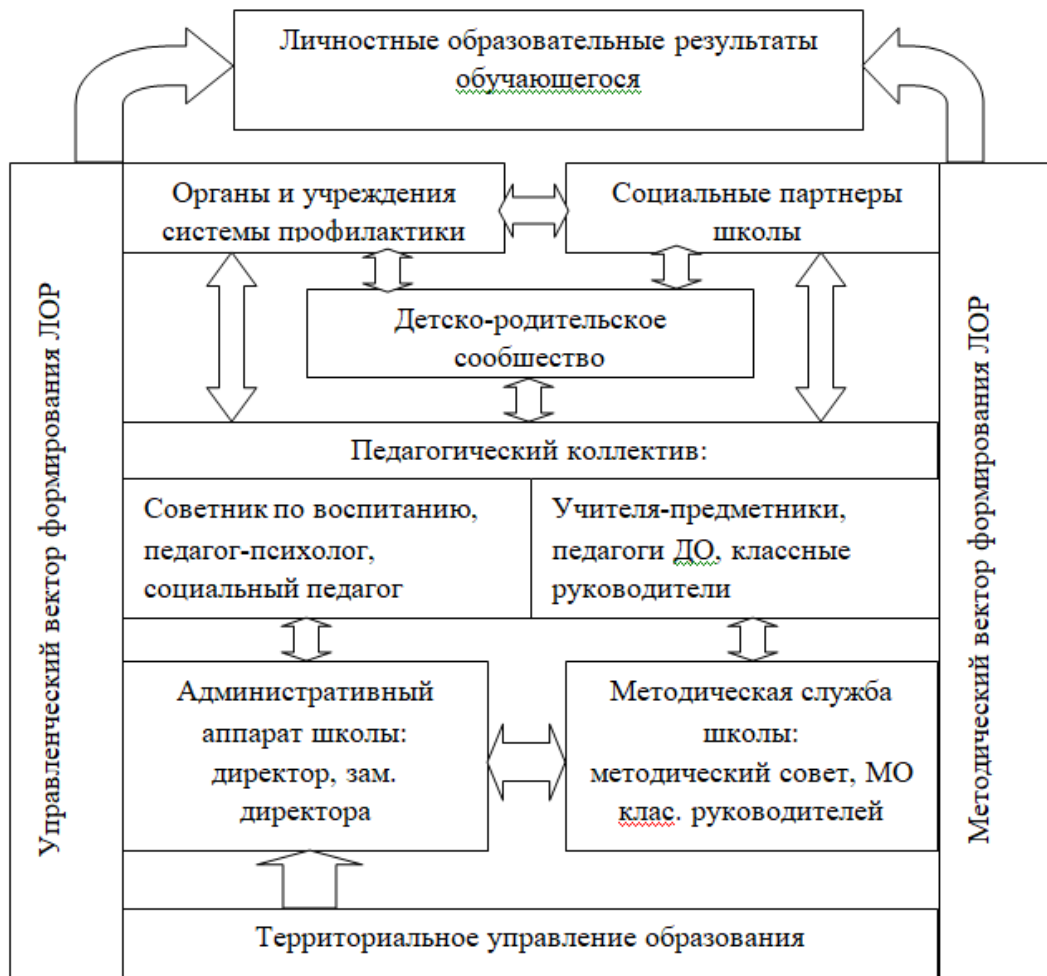 Личностные образовательные результаты
обучающегося
Органы и учреждения
системы профилактики
Социальные партнеры
школы
Детско-родительское
сообшество
Педагогический коллектив:
Советник по воспитанию,
педагог-психолог,
социальный педагог
Учителя-предметники,
педагоги ДО, классные
руководители
Административный
аппарат школы:
директор, зам.
директора
Методическая служба
школы:
методический совет, МО
клас. руководителей
Территориальное управление образования
Управленческий вектор формирования ЛОР
Методический вектор формирования ЛОР